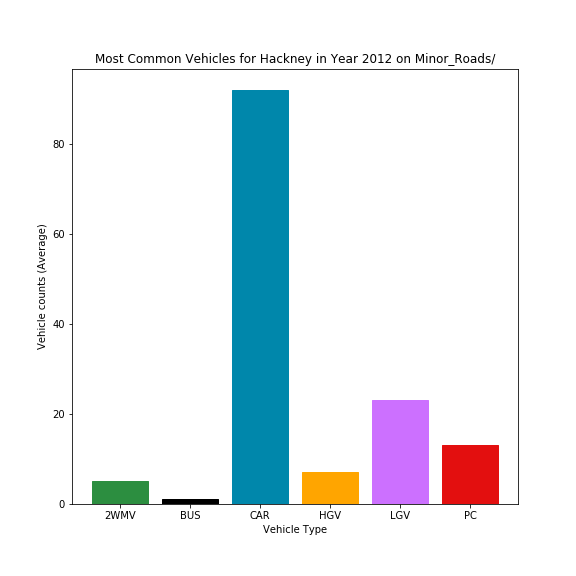 Most Common Vehicles for Hackney in Year 2012 on Minor_Roads/
Vehicle counts (Average)
80
60
40
20
0
2WMV BUS CAR HGV LGV PC
Vehicle Type